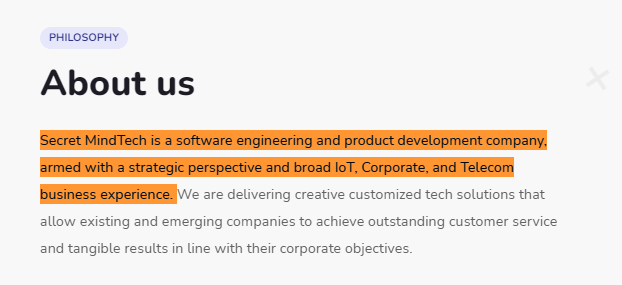 PHILOSOPHY
About us
Secret MindTech is a software engineering and product development company,
armed with a strategic perspective and broad IoT, Corporate, and Telecom
business experience. We are delivering creative customized tech solutions that
allow existing and emerging companies to achieve outstanding customer service
and tangible results in line with their corporate objectives.